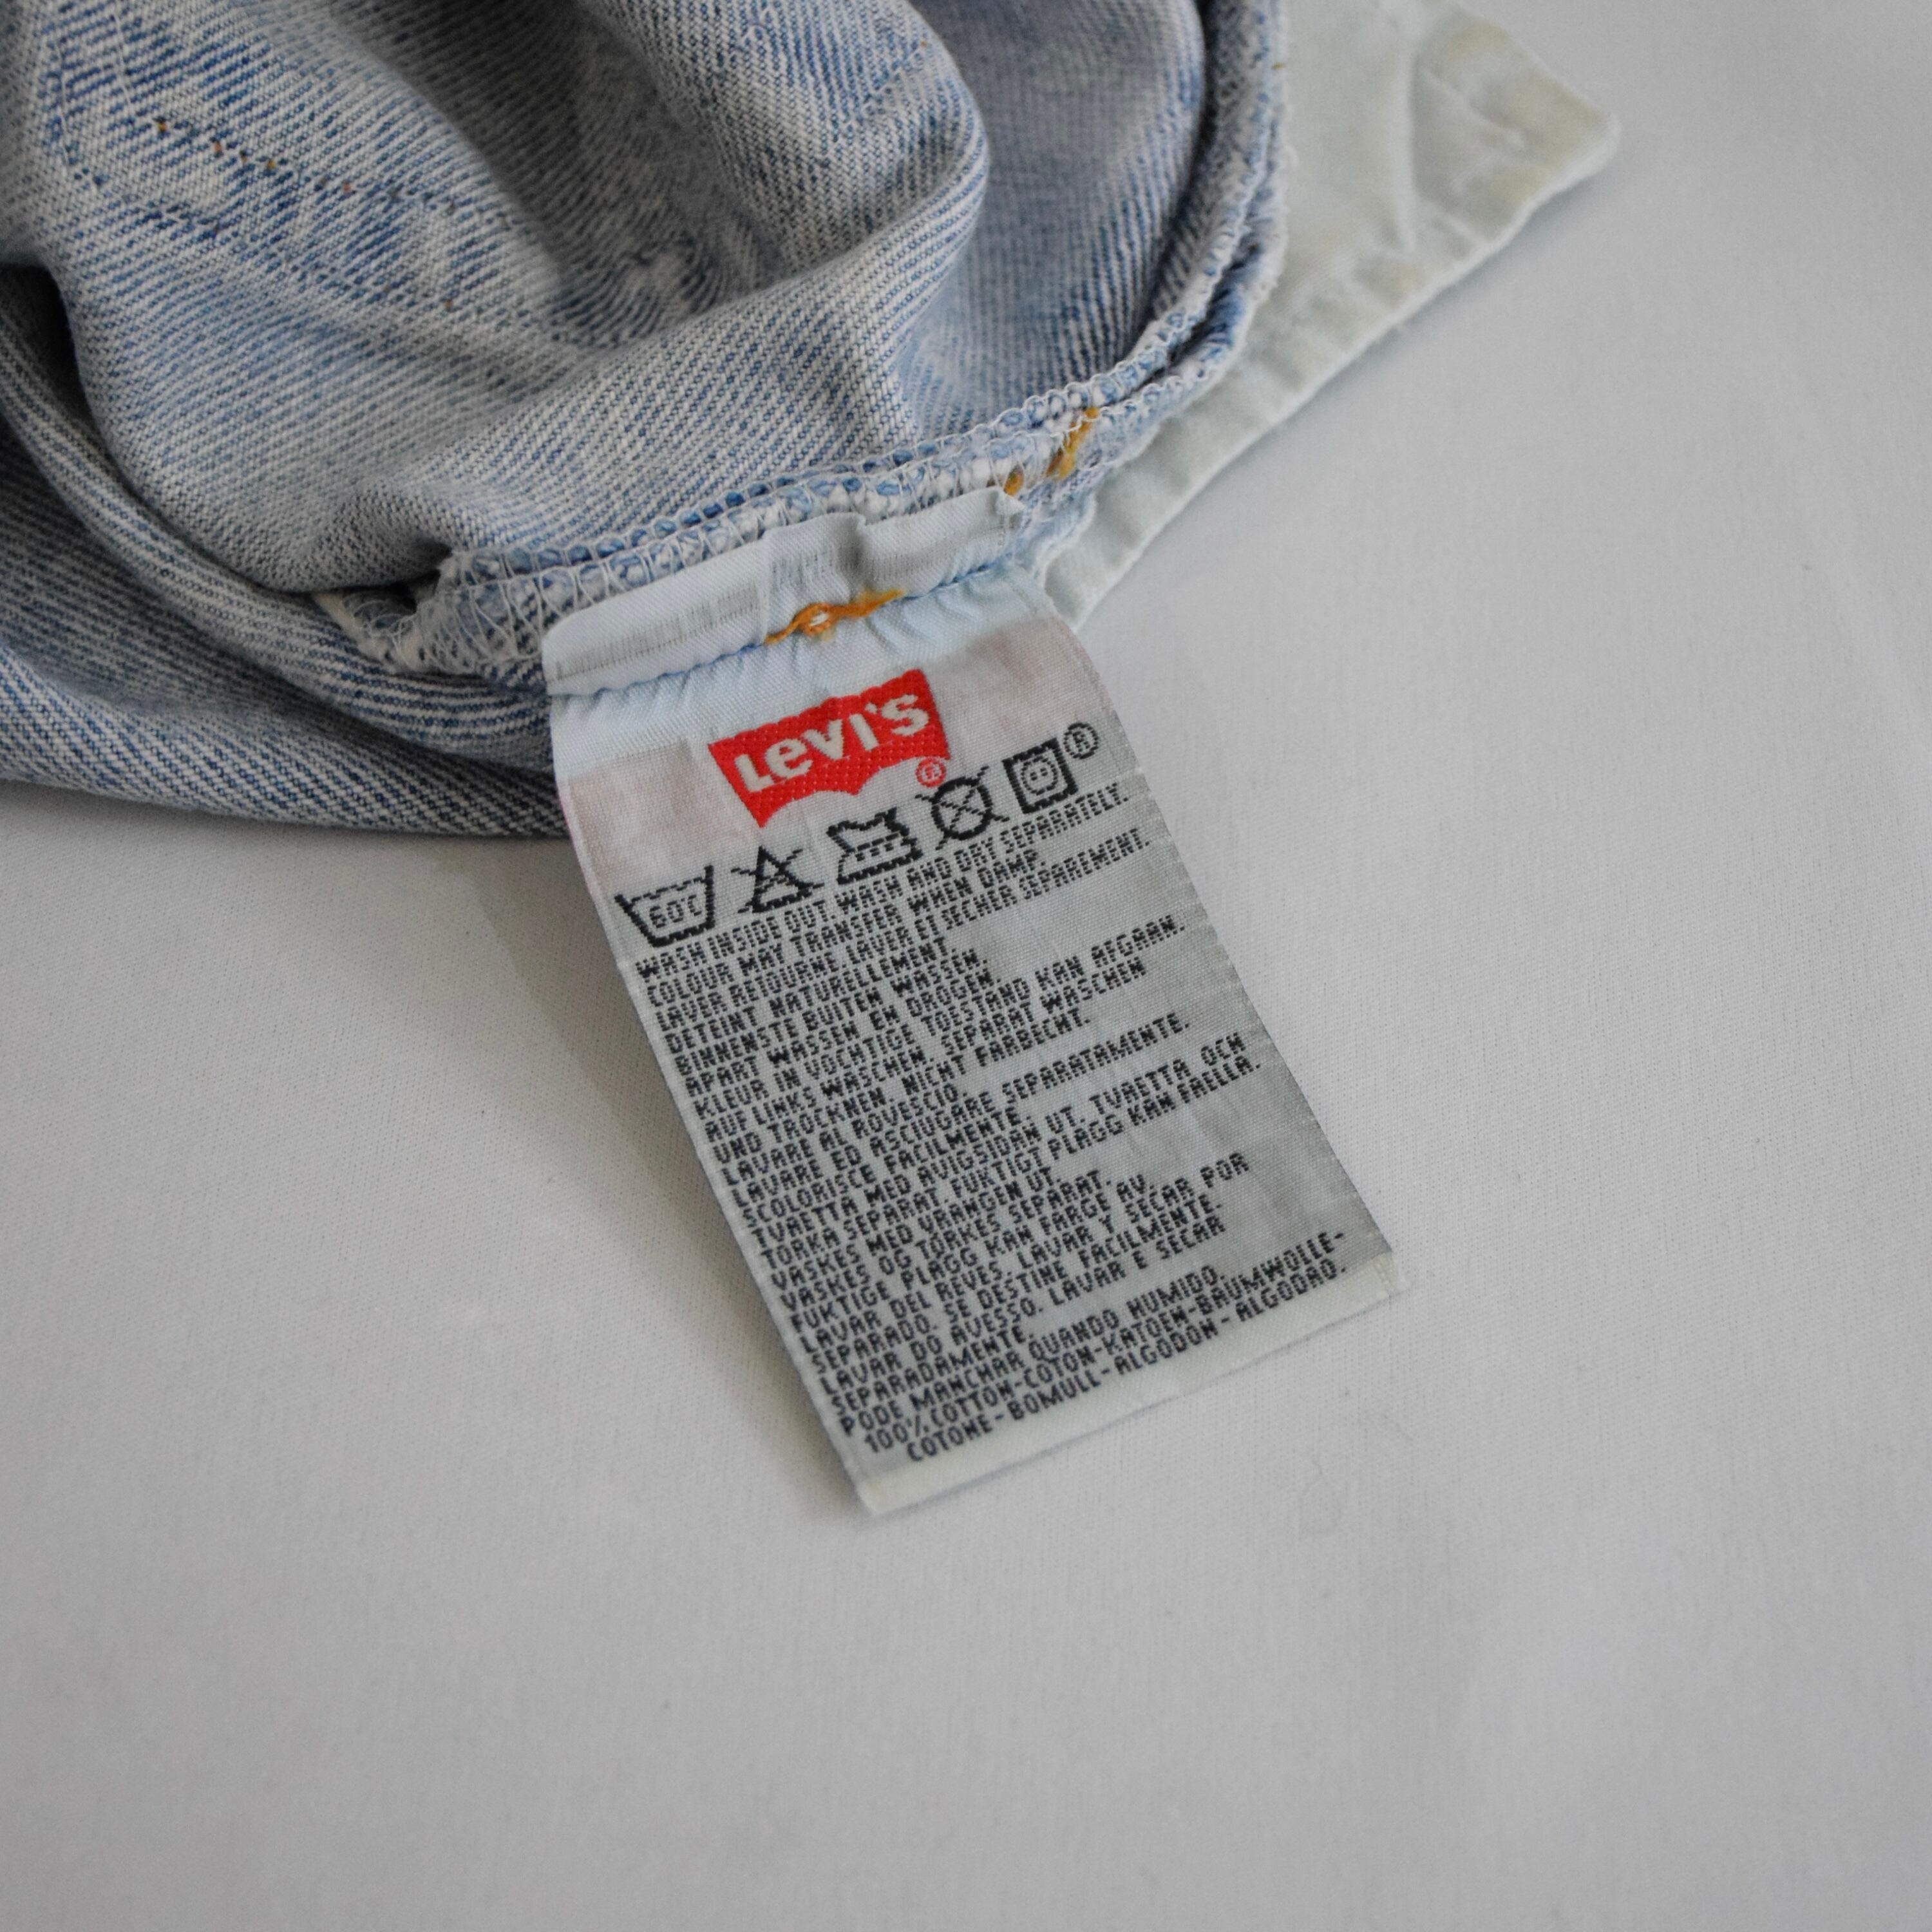 LEVI'S
®
®
60°C
WASH INSIDE OUT. WASH AND DRY SEPARATELY.
COLOUR MAY TRANSFER WHEN DAMP.
LAVER RETOURNE. LAVER ET SECHER SEPAREMENT.
DETEINT NATURELLEMENT.
BINNENSTE BUITEN WASSEN.
APART WASSEN EN DROGEN.
KLEUR IN VOCHTIGE TOESTAND KAN AFGAAN.
AUF LINKS WASCHEN. SEPARAT WASCHEN
UND TROCKNEN. NICHT FARBECHT.
LAVARE AL ROVESCIO.
LAVARE ED ASCIUGARE SEPARATAMENTE.
SCOLORISCE FACILMENTE.
TVAETTA MED AVIGSIDAN UT. TVAETTA OCH
TORKA SEPARAT. FUKTIGT PLAGG KAN FAELLA.
VASKES MED VRANGEN UT.
VASKES OG TORKES SEPARAT.
FUKTIGE PLAGG KAN FARGE AV.
LAVAR DEL REVES. LAVAR Y SECAR POR
SEPARADO. SE DESTINE FACILMENTE.
LAVAR DO AVESSO. LAVAR E SECAR
SEPARADAMENTE.
PODE MANCHAR QUANDO HUMIDO.
100% COTTON-COTON-KATOEN-BAUMWOLLE-
COTONE-BOMULL-ALGODON-ALGODAO.